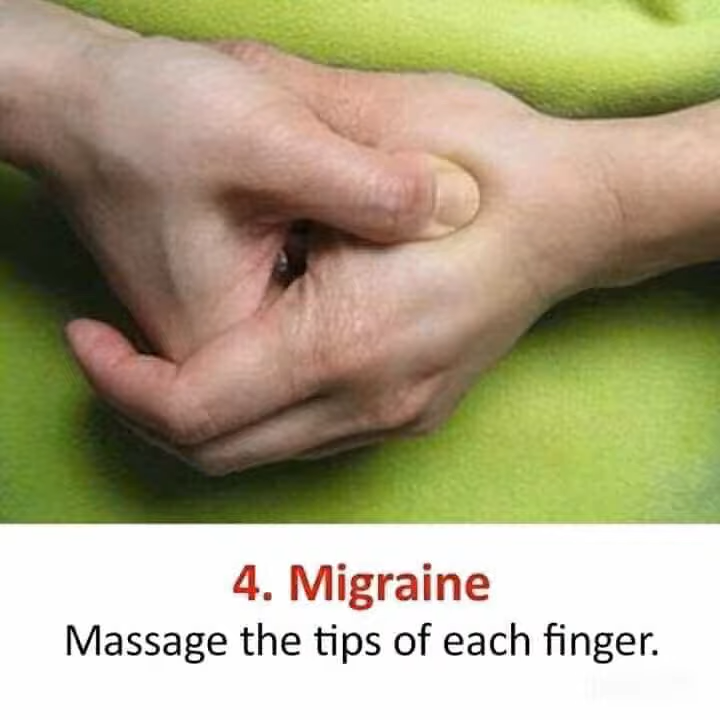 4. Migraine
Massage the tips of each finger.